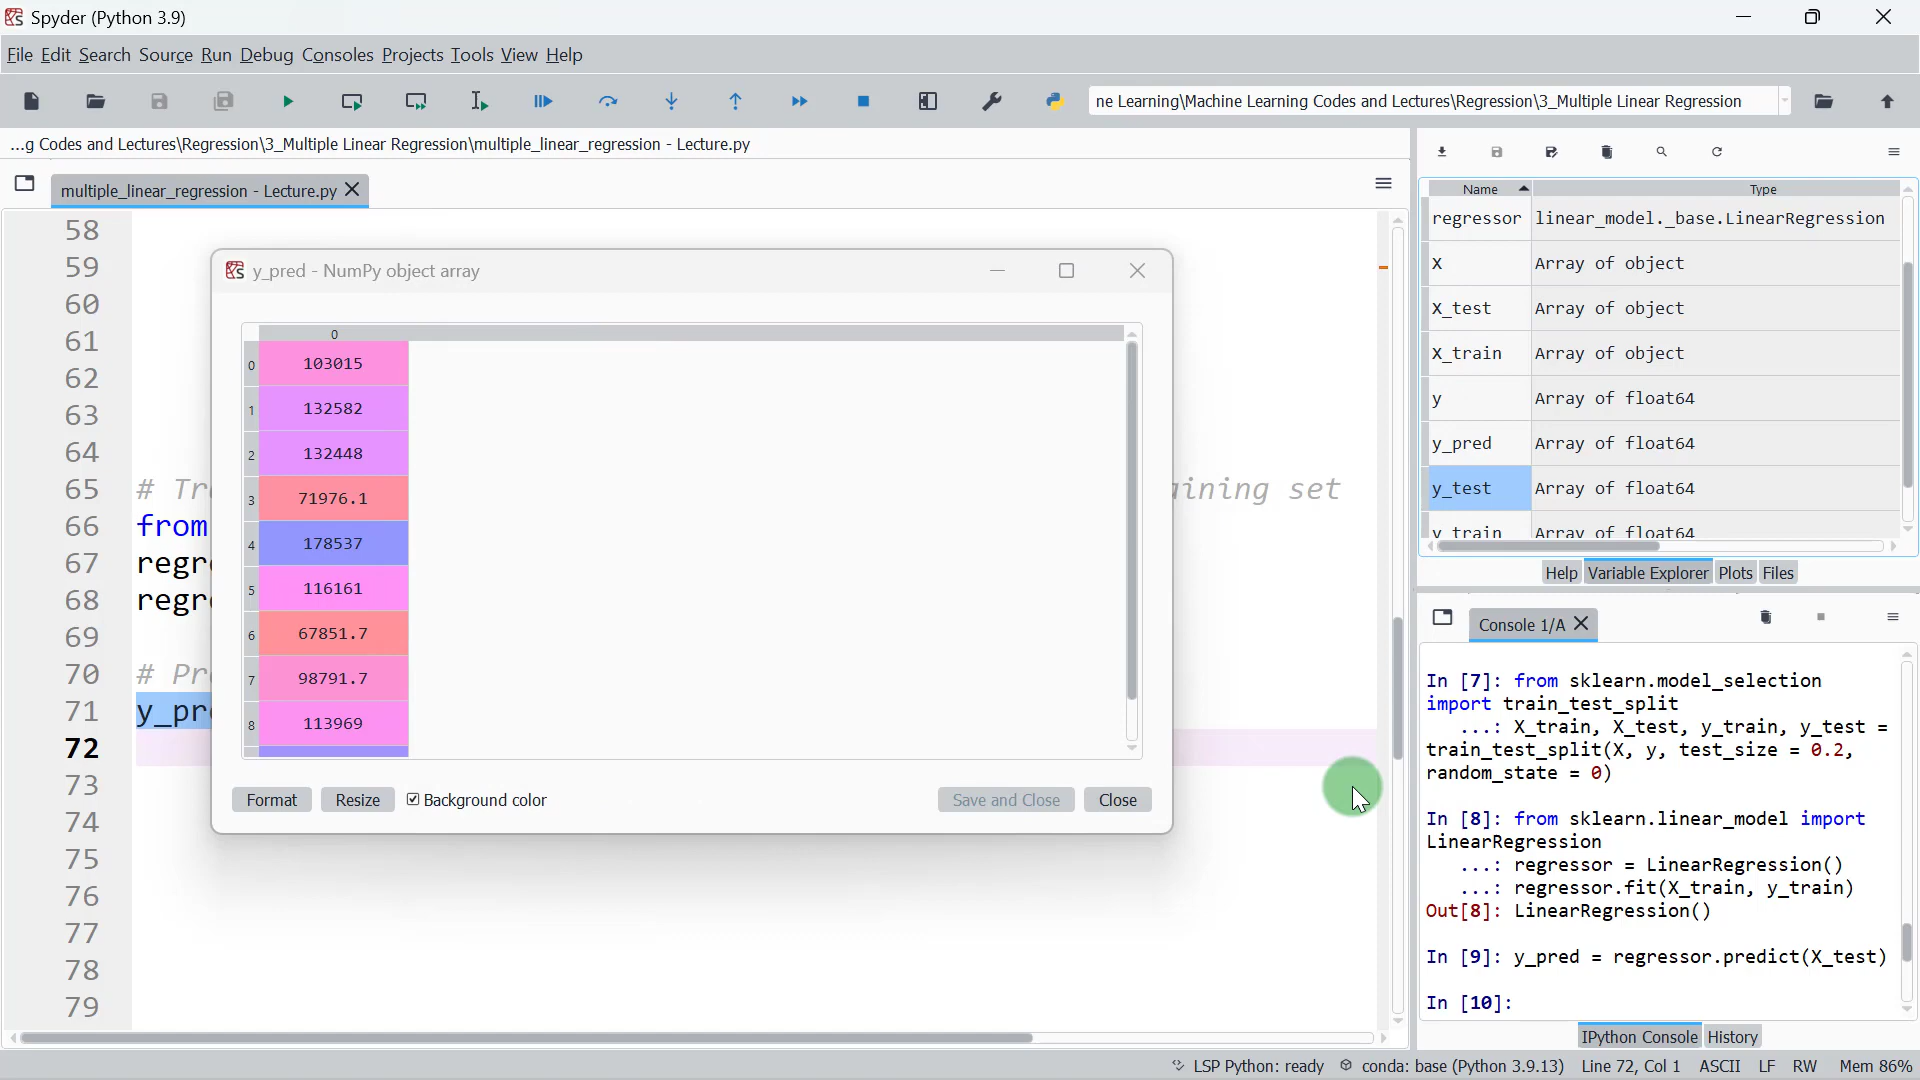 Spyder (Python 3.9)
File Edit Search Source Run Debug Consoles Projects Tools View Help
ne Learning\Machine Learning Codes and Lectures\Regression\3_Multiple Linear Regression
...g Codes and Lectures\Regression\3_Multiple Linear Regression\multiple_linear_regression - Lecture.py
multiple_linear_regression - Lecture.py
58
59
60
61
62
63
64
65 # Tr
aining set
66 from
67 regr
68 regr
69
70 # Pr
71 y_pr
72
73
74
75
76
77
78
79
y_pred - NumPy object array
0
0 103015
1 132582
2 132448
3 71976.1
4 178537
5 116161
6 67851.7
7 98791.7
8 113969
Format Resize Background color Save and Close Close
Name Type
regressor linear_model._base.LinearRegression
X Array of object
X_test Array of object
X_train Array of object
y Array of float64
y_pred Array of float64
y_test Array of float64
y_train Array of float64
Help Variable Explorer Plots Files
Console 1/A
In [7]: from sklearn.model_selection
import train_test_split
...: X_train, X_test, y_train, y_test =
train_test_split(X, y, test_size = 0.2,
random_state = 0)
In [8]: from sklearn.linear_model import
LinearRegression
...: regressor = LinearRegression()
...: regressor.fit(X_train, y_train)
Out[8]: LinearRegression()
In [9]: y_pred = regressor.predict(X_test)
In [10]:
IPython Console History
LSP Python: ready conda: base (Python 3.9.13) Line 72, Col 1 ASCII LF RW Mem 86%